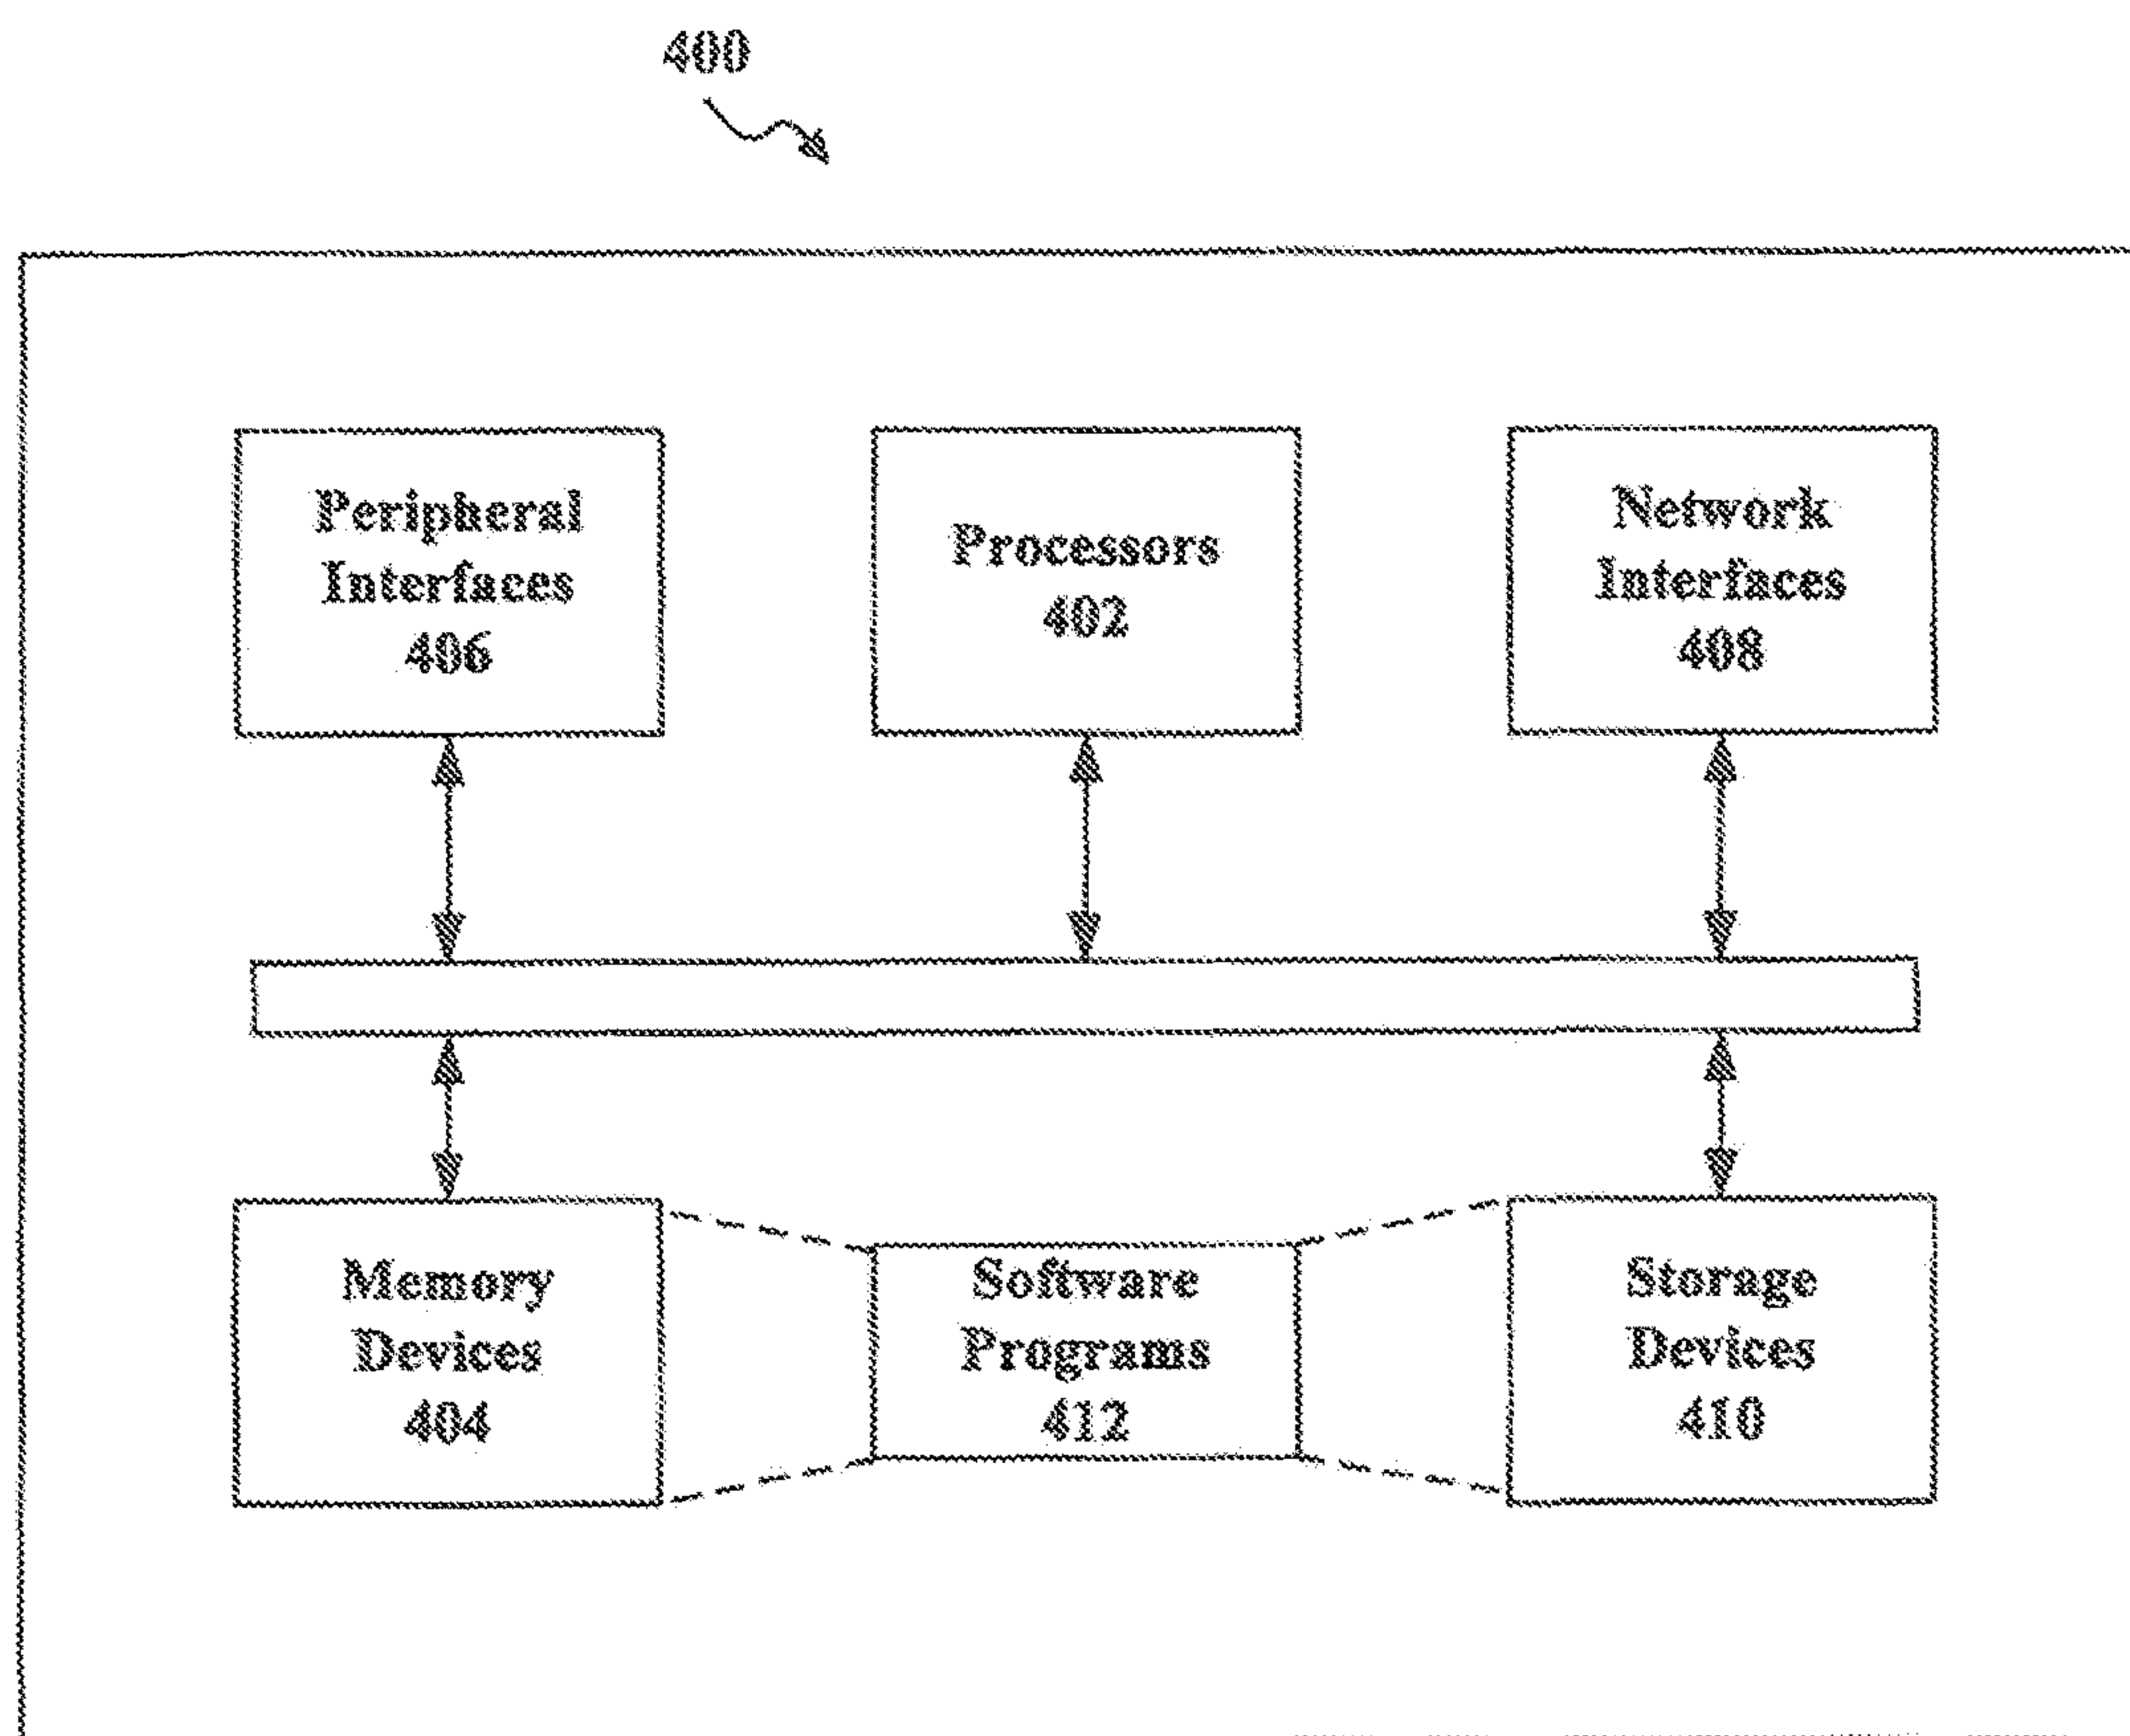 400
Peripheral
Interfaces
406
Processors
402
Network
Interfaces
408
Memory
Devices
404
Software
Programs
412
Storage
Devices
410